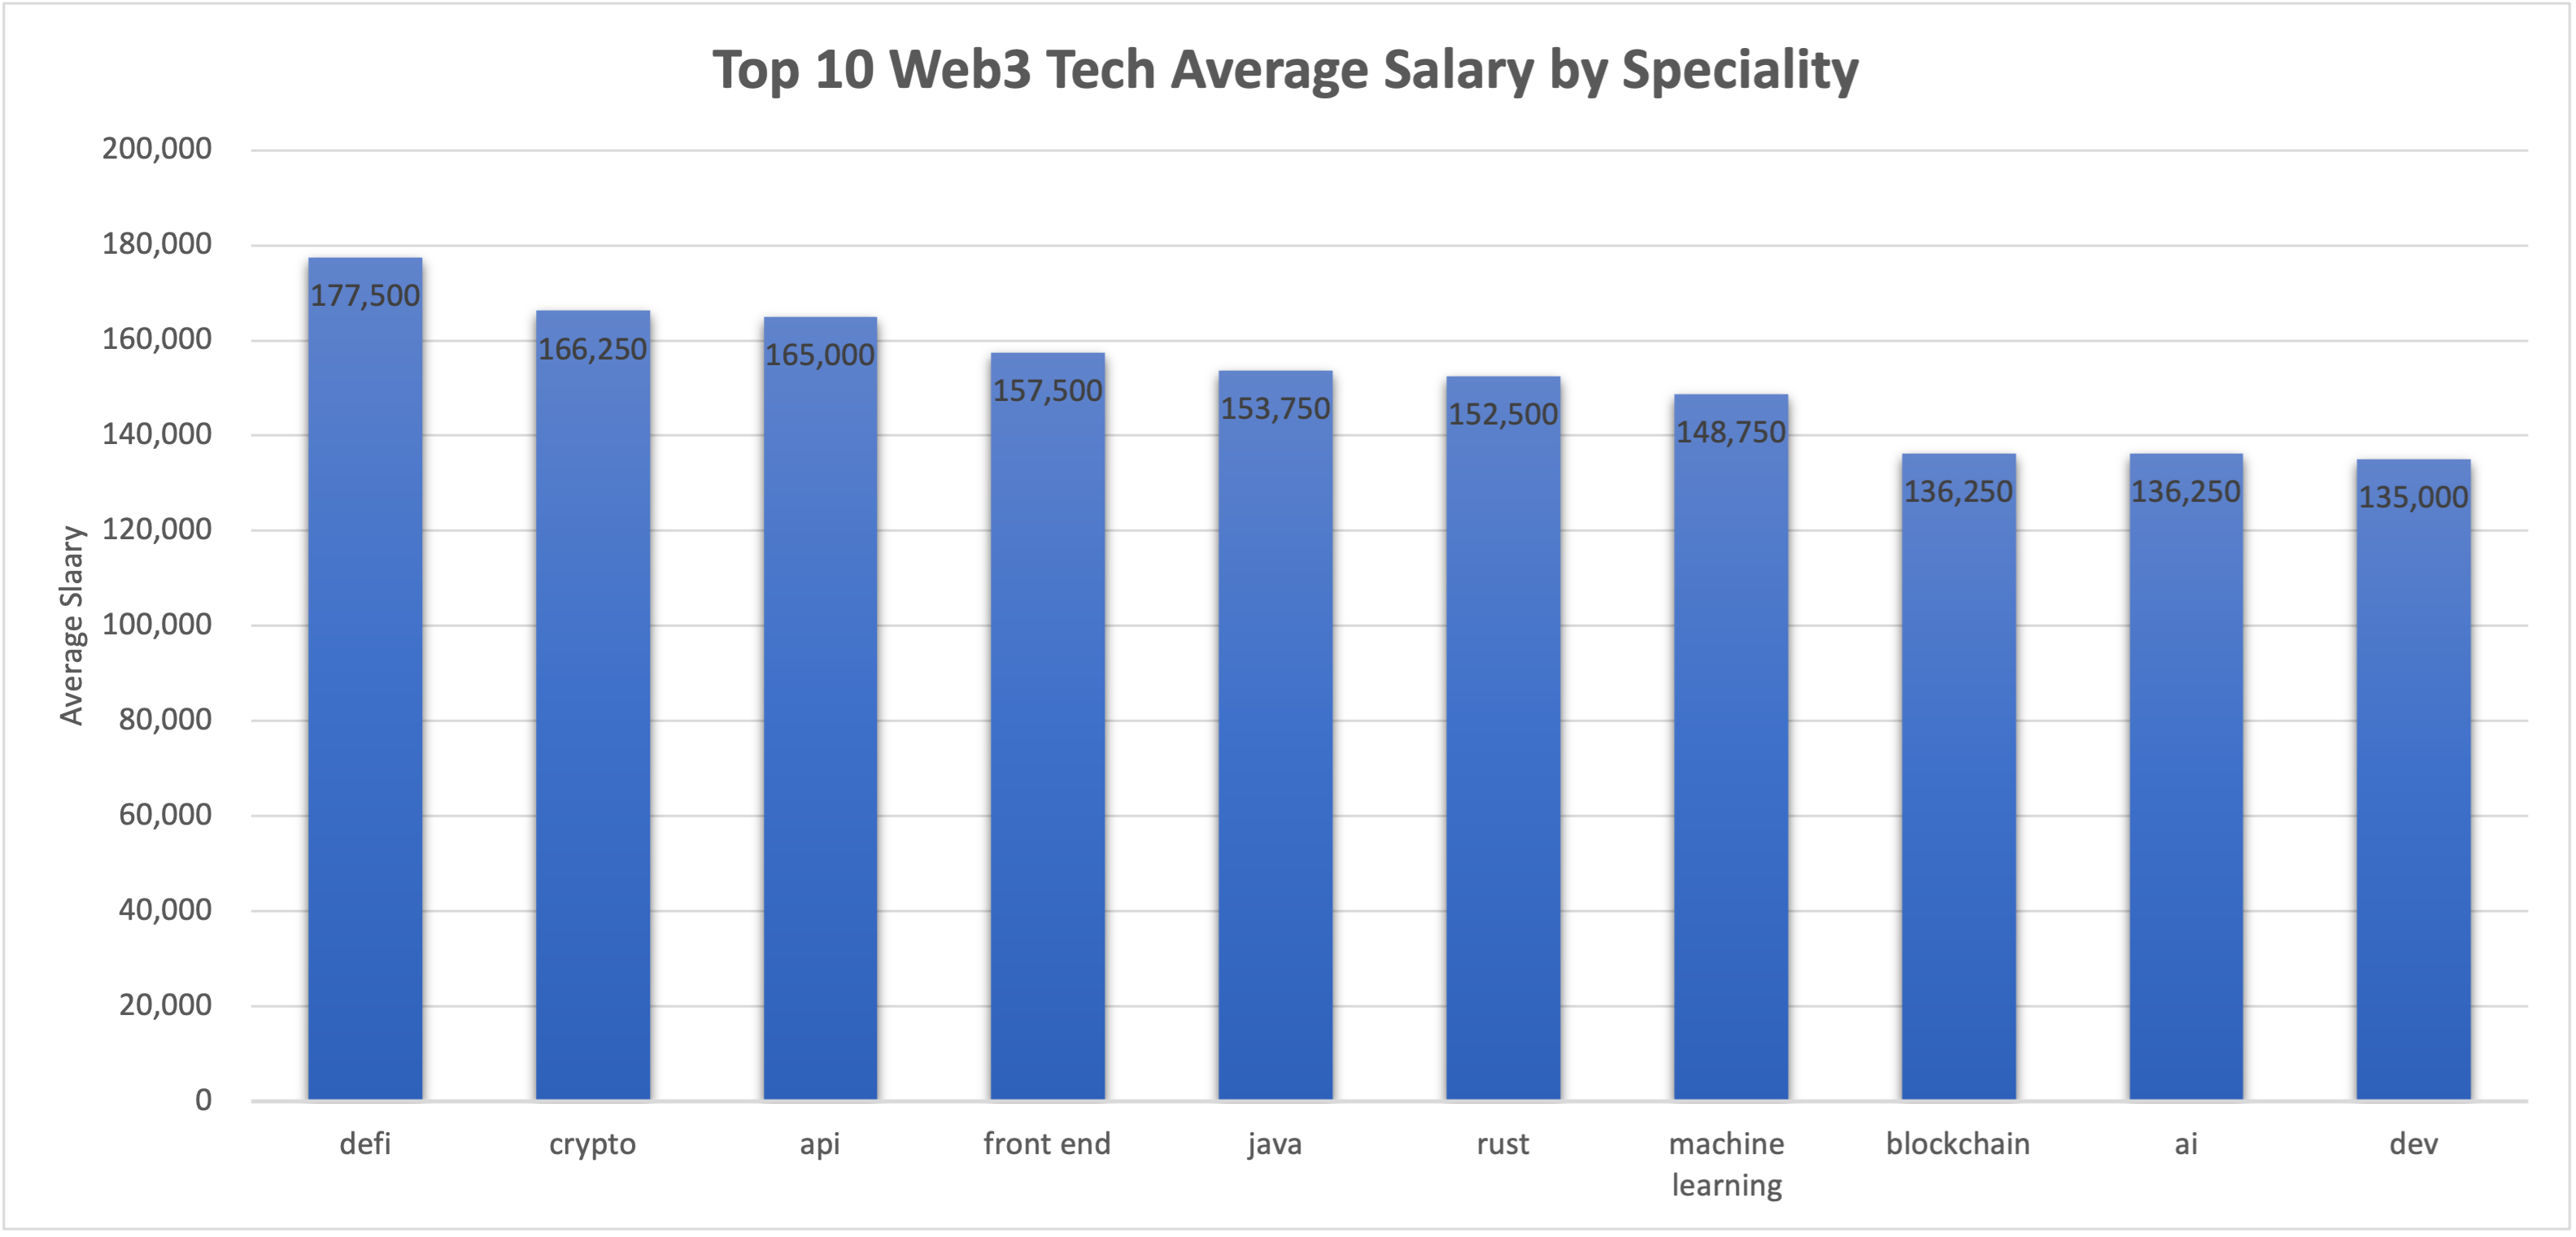 Top 10 Web3 Tech Average Salary by Speciality
200,000
180,000
160,000
140,000
120,000
100,000
80,000
60,000
40,000
20,000
0
Average Slaary
177,500
166,250
165,000
157,500
153,750
152,500
148,750
136,250
136,250
135,000
defi
crypto
api
front end
java
rust
machine
learning
blockchain
ai
dev